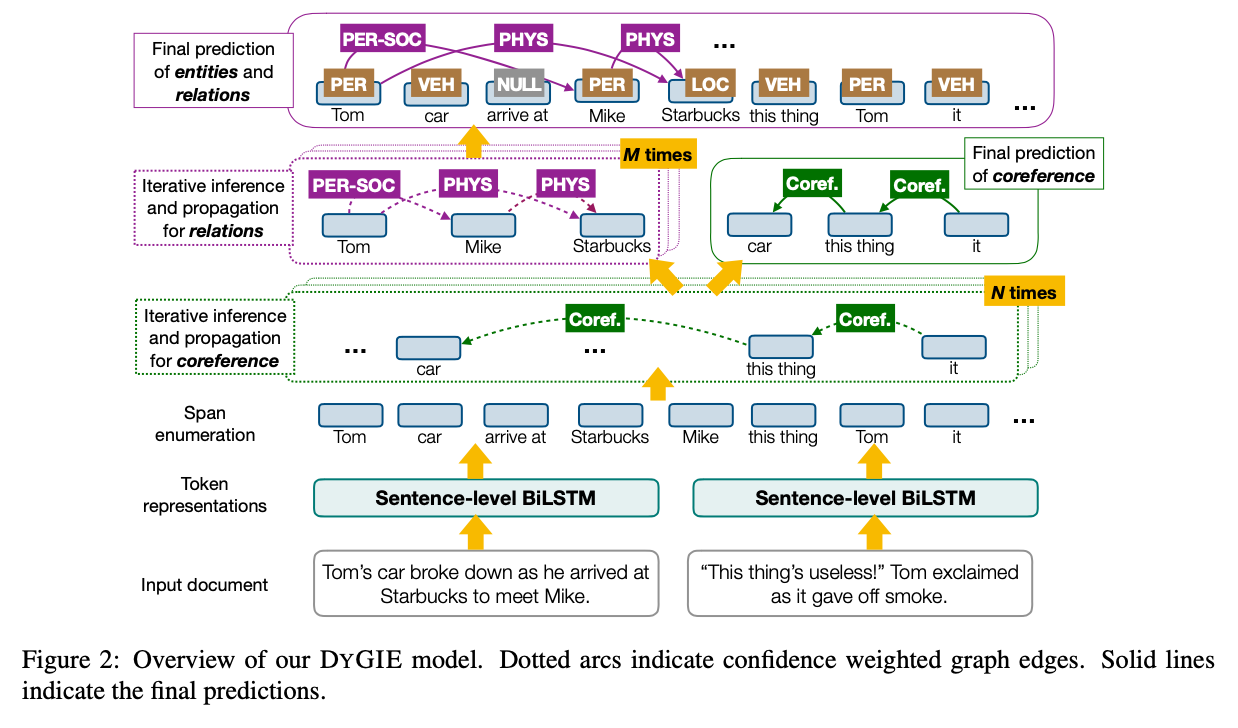 Final prediction
of entities and
relations
PER-SOC PHYS PHYS ...
PER VEH NULL PER LOC VEH PER VEH
Tom car arrive at Mike Starbucks this thing Tom it ...
M times
Iterative inference
and propagation
for relations
PER-SOC PHYS PHYS
Tom Mike Starbucks
Final prediction
of coreference
Coref. Coref.
car this thing it
N times
Iterative inference
and propagation
for coreference
Coref. Coref.
... car ... this thing it
Span
enumeration
Tom car arrive at Starbucks Mike this thing Tom it ...
Token
representations
Sentence-level BiLSTM Sentence-level BiLSTM
Input document
Tom’s car broke down as he arrived at
Starbucks to meet Mike.
“This thing’s useless!” Tom exclaimed
as it gave off smoke.
Figure 2: Overview of our DYGIE model. Dotted arcs indicate confidence weighted graph edges. Solid lines
indicate the final predictions.